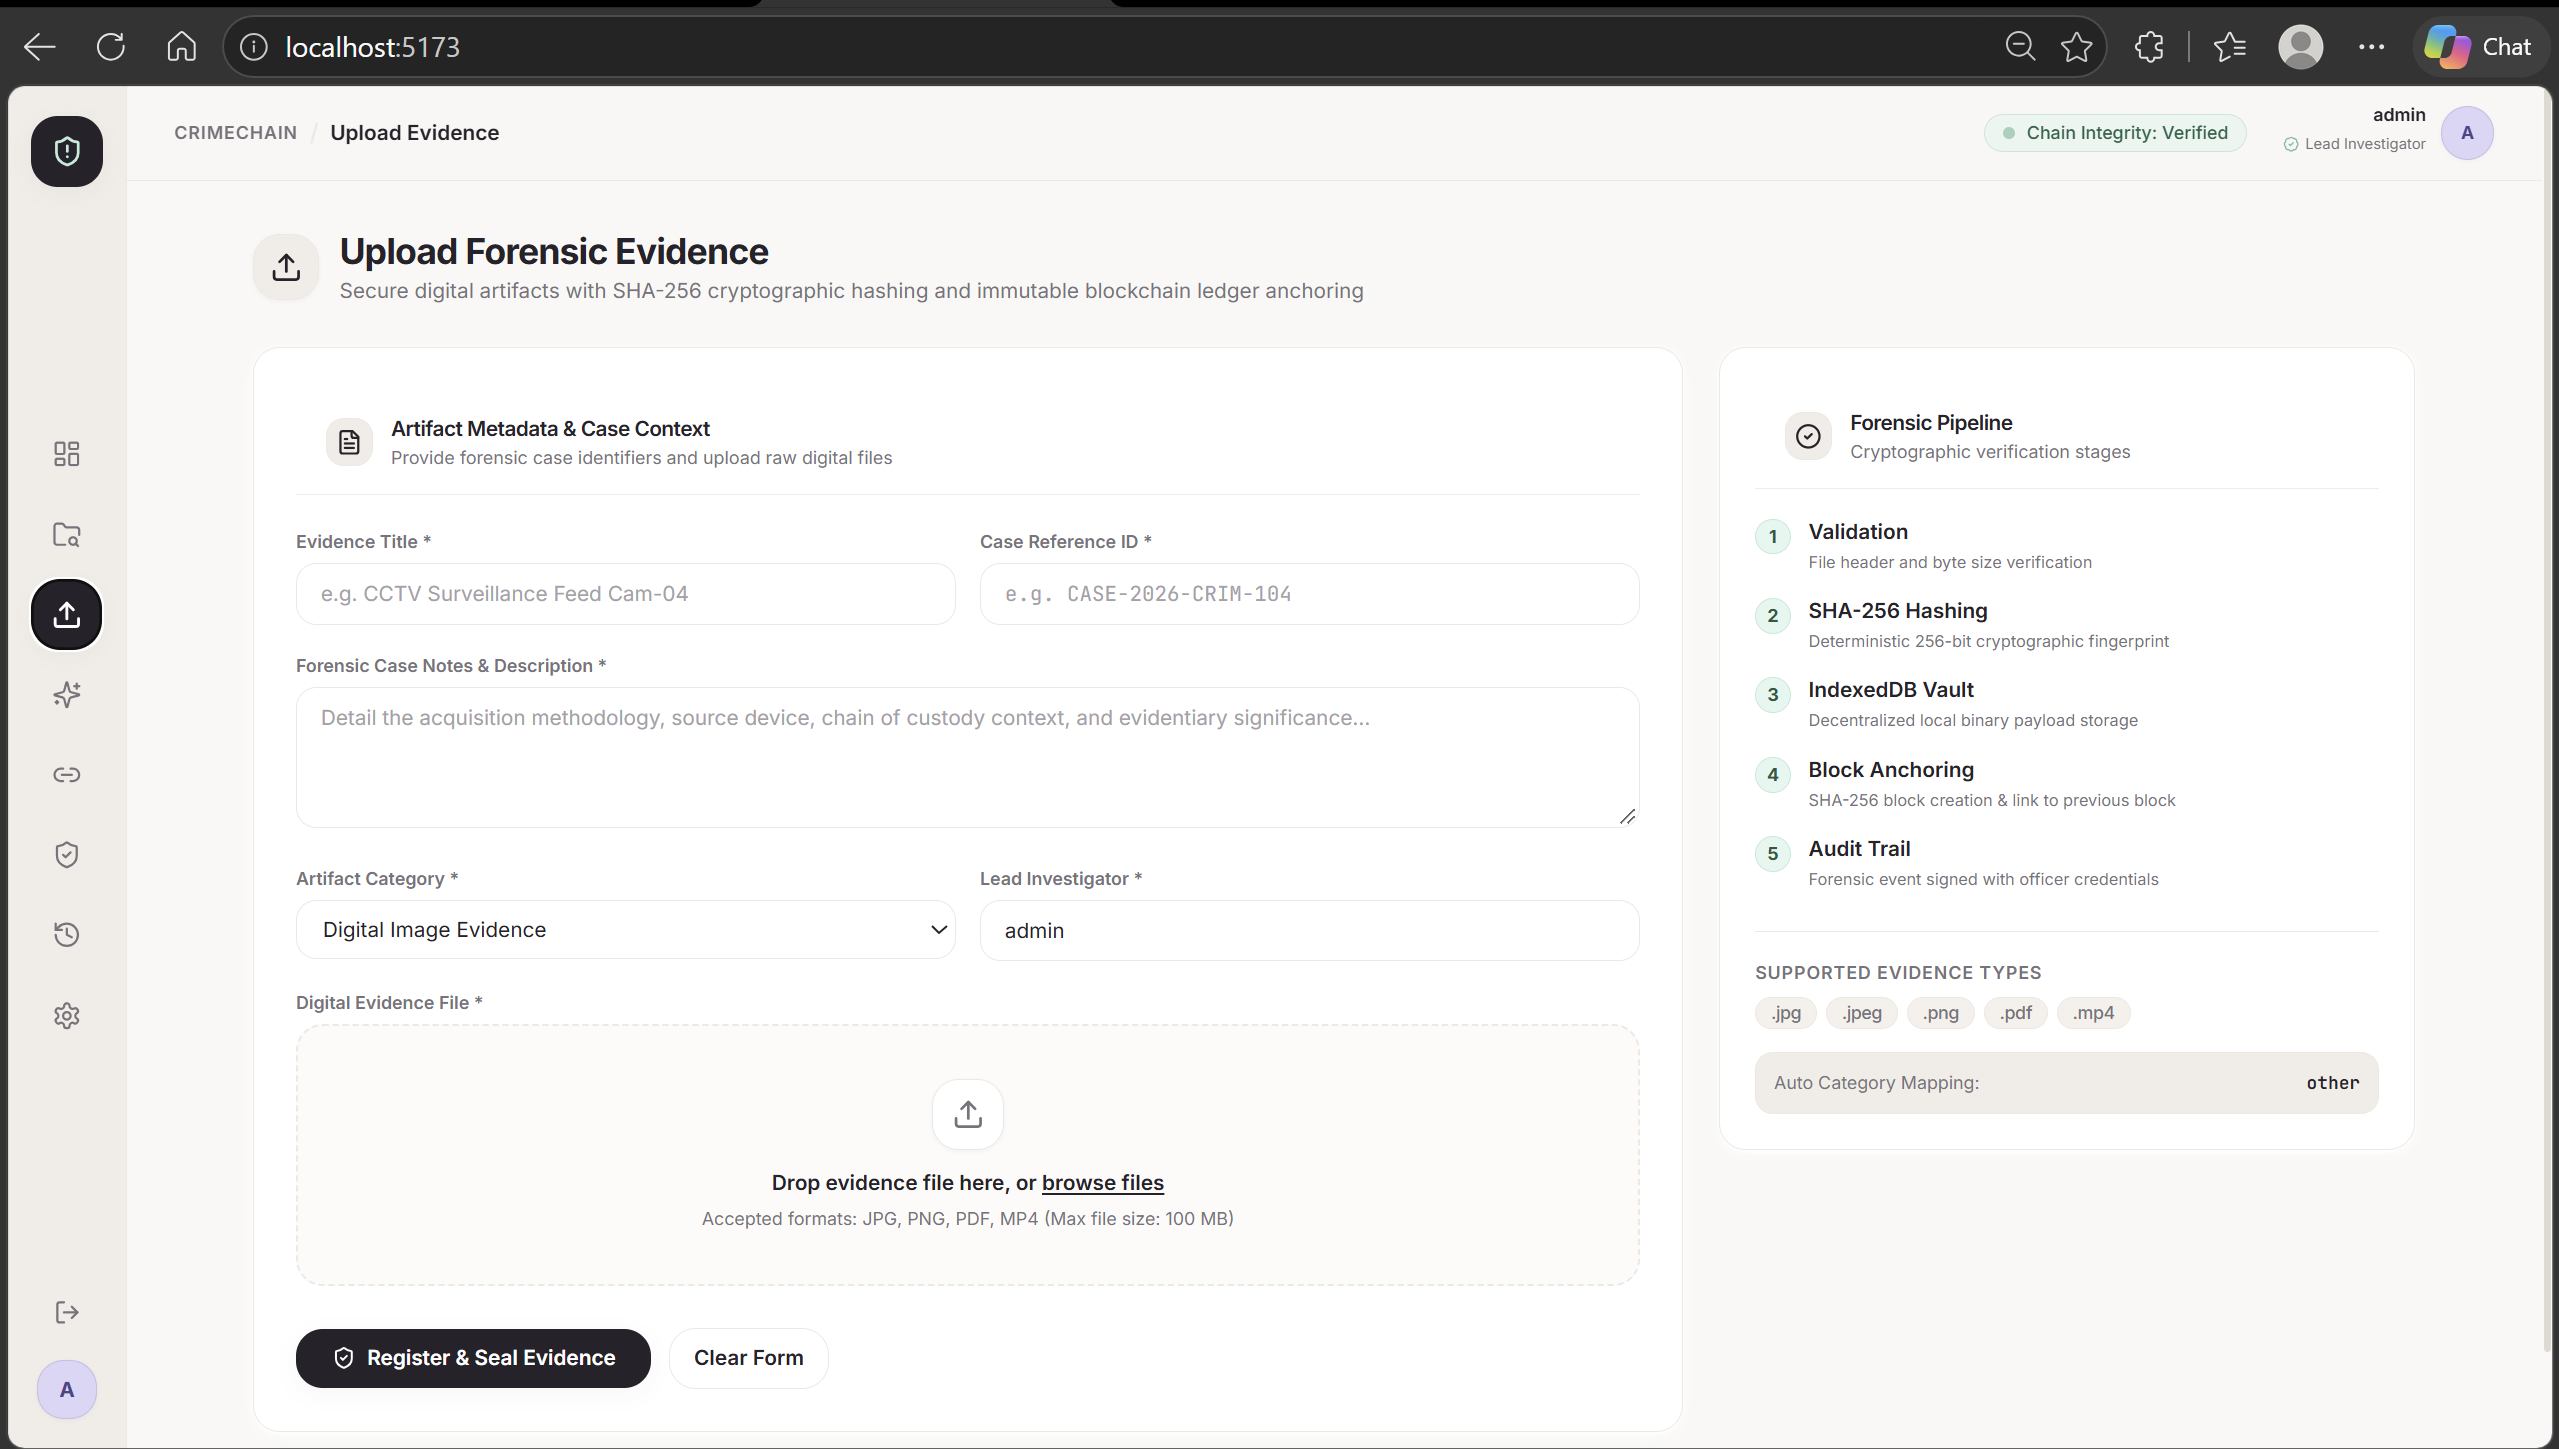 localhost:5173
Chat
CRIMECHAIN / Upload Evidence
Chain Integrity: Verified
admin
Lead Investigator
A
Upload Forensic Evidence
Secure digital artifacts with SHA-256 cryptographic hashing and immutable blockchain ledger anchoring
Artifact Metadata & Case Context
Provide forensic case identifiers and upload raw digital files
Evidence Title *
Case Reference ID *
e.g. CCTV Surveillance Feed Cam-04
e.g. CASE-2026-CRIM-104
Forensic Case Notes & Description *
Detail the acquisition methodology, source device, chain of custody context, and evidentiary significance...
Artifact Category *
Lead Investigator *
Digital Image Evidence
admin
Digital Evidence File *
Drop evidence file here, or browse files
Accepted formats: JPG, PNG, PDF, MP4 (Max file size: 100 MB)
Register & Seal Evidence
Clear Form
Forensic Pipeline
Cryptographic verification stages
1 Validation
File header and byte size verification
2 SHA-256 Hashing
Deterministic 256-bit cryptographic fingerprint
3 IndexedDB Vault
Decentralized local binary payload storage
4 Block Anchoring
SHA-256 block creation & link to previous block
5 Audit Trail
Forensic event signed with officer credentials
SUPPORTED EVIDENCE TYPES
.jpg .jpeg .png .pdf .mp4
Auto Category Mapping: other
A